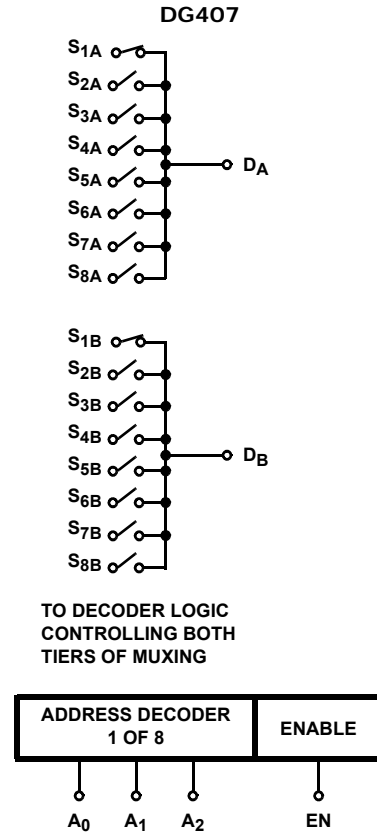 DG407
S1A
S2A
S3A
S4A
DA
S5A
S6A
S7A
S8A
S1B
S2B
S3B
S4B
DB
S5B
S6B
S7B
S8B
TO DECODER LOGIC
CONTROLLING BOTH
TIERS OF MUXING
ADDRESS DECODER
1 OF 8
ENABLE
A0 A1 A2 EN